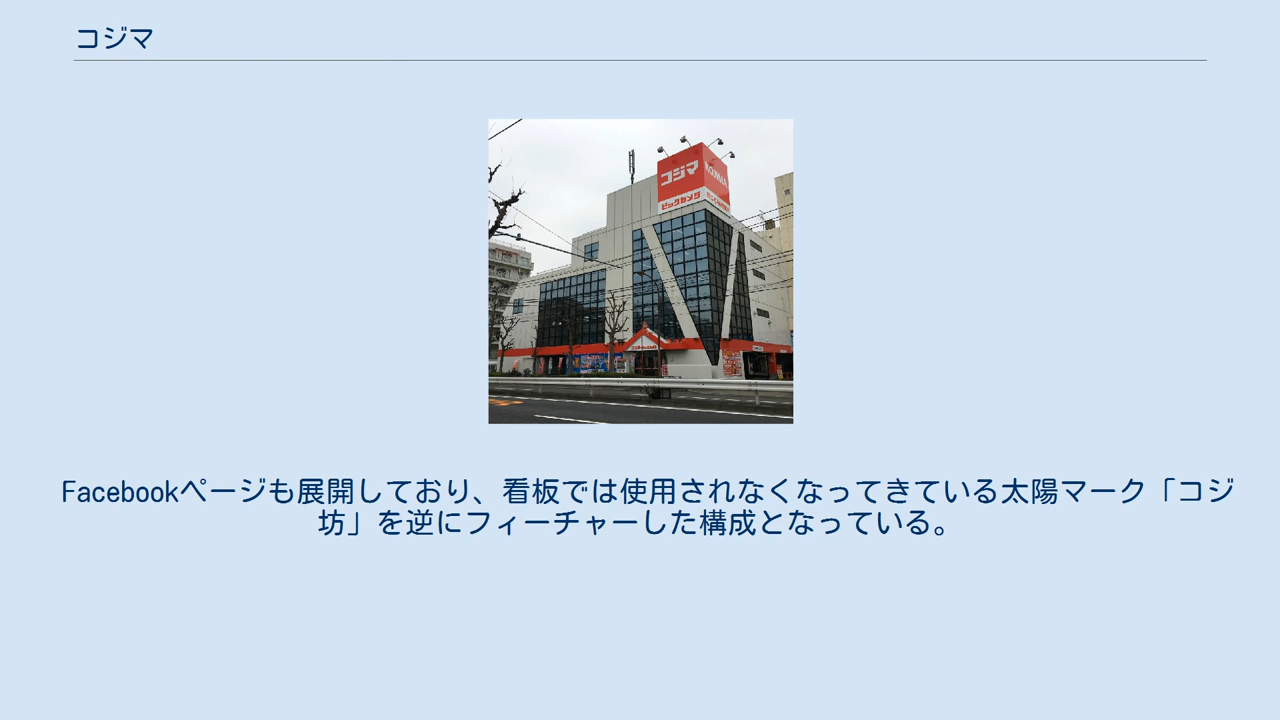 コジマ
コジマ
KOJIMA
ビックカメラ
Facebookページも展開しており、看板では使用されなくなってきている太陽マーク「コジ
坊」を逆にフィーチャーした構成となっている。